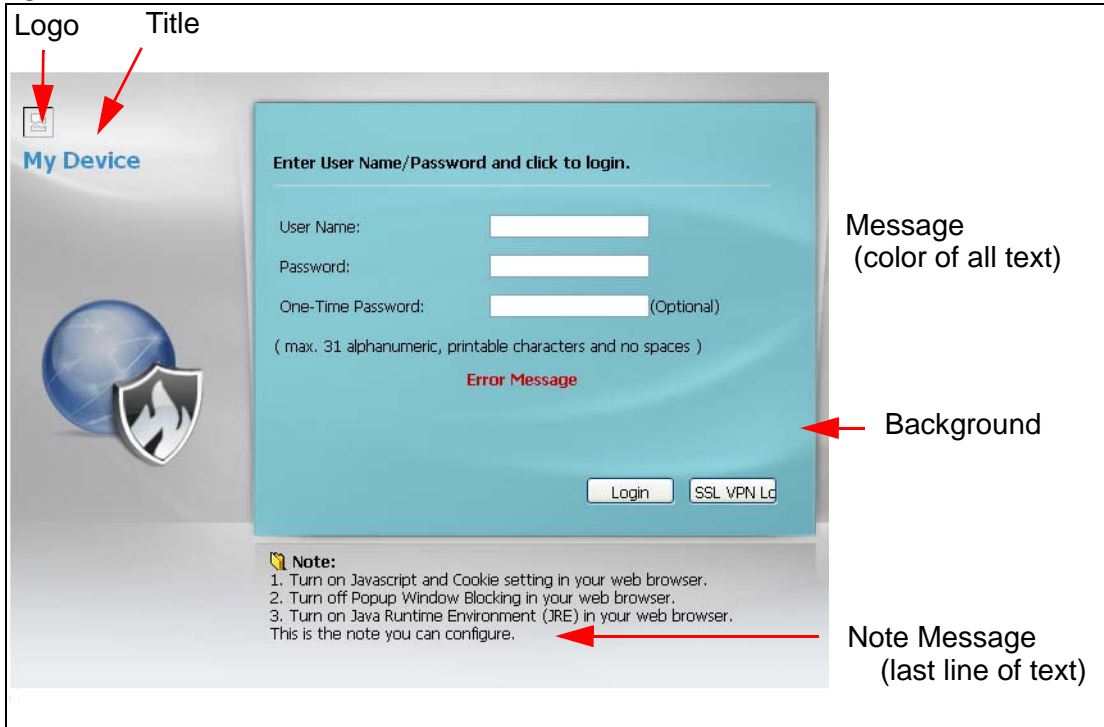 Logo
Title
My Device
Enter User Name/Password and click to login.
User Name:
Password:
One-Time Password:
(Optional)
( max. 31 alphanumeric, printable characters and no spaces )
Error Message
Login
SSL VPN Lo
Message
(color of all text)
Background
Note:
1. Turn on Javascript and Cookie setting in your web browser.
2. Turn off Popup Window Blocking in your web browser.
3. Turn on Java Runtime Environment (JRE) in your web browser.
This is the note you can configure.
Note Message
(last line of text)